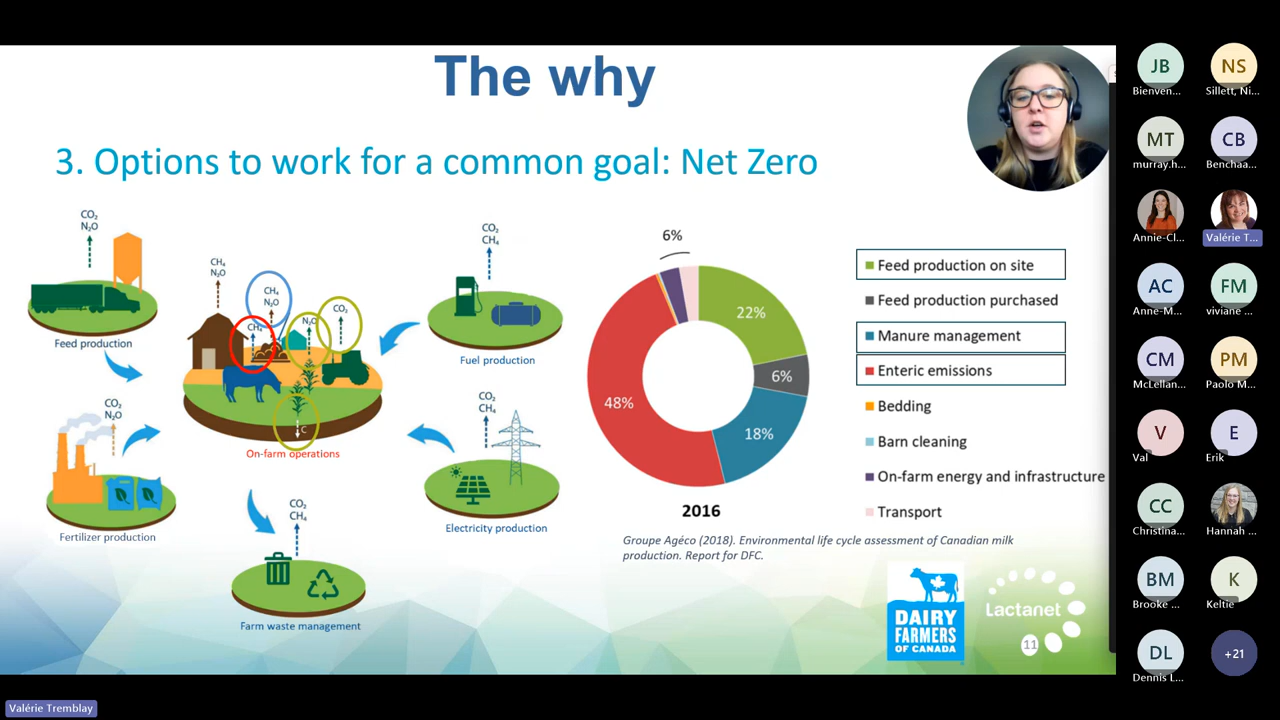 The why
3. Options to work for a common goal: Net Zero
CO₂
N₂O
Feed production
CH₄
N₂O
CH₄
N₂O
CH₄
N₂O
CO₂
C
On-farm operations
CO₂
CH₄
Fuel production
CO₂
N₂O
Fertilizer production
CO₂
CH₄
Electricity production
CO₂
CH₄
Farm waste management
6%
22%
6%
18%
48%
2016
Feed production on site
Feed production purchased
Manure management
Enteric emissions
Bedding
Barn cleaning
On-farm energy and infrastructure
Transport
Groupe Agéco (2018). Environmental life cycle assessment of Canadian milk
production. Report for DFC.
DAIRY
FARMERS
OF CANADA
Lactanet
11
JB
Bienven...
NS
Sillett, Ni...
MT
murray.h...
CB
Benchaa...
Annie-Cl...
Valérie T...
AC
Anne-M...
FM
viviane ...
CM
McLellan...
PM
Paolo M...
V
Val
E
Erik
CC
Christina...
Hannah ...
BM
Brooke ...
K
Keltie
DL
Dennis L...
+21
Valérie Tremblay